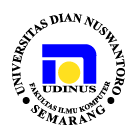 UNIVERSITAS DIAN NUSWANTORO
UDINUS
FAKULTAS ILMU KOMPUTER
SEMARANG